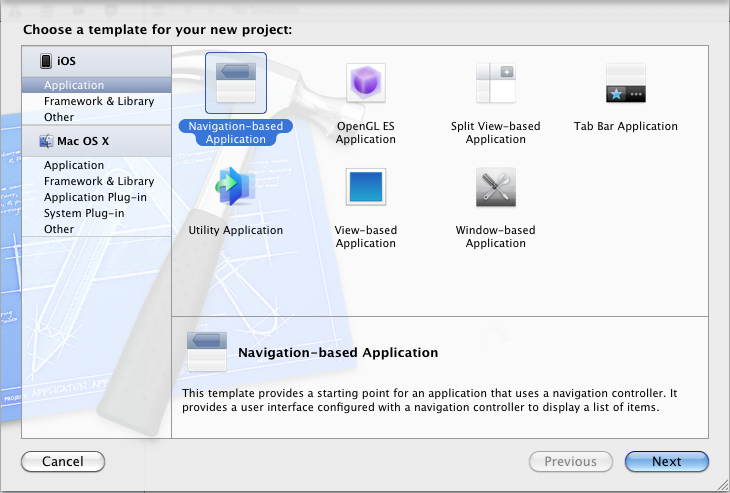 Choose a template for your new project:
iOS
Application
Framework & Library
Other
Mac OS X
Application
Framework & Library
Application Plug-in
System Plug-in
Other
Navigation-based
Application
OpenGL ES
Application
Split View-based
Application
Tab Bar Application
Utility Application
View-based
Application
Window-based
Application
Navigation-based Application
This template provides a starting point for an application that uses a navigation controller. It
provides a user interface configured with a navigation controller to display a list of items.
Cancel
Previous
Next